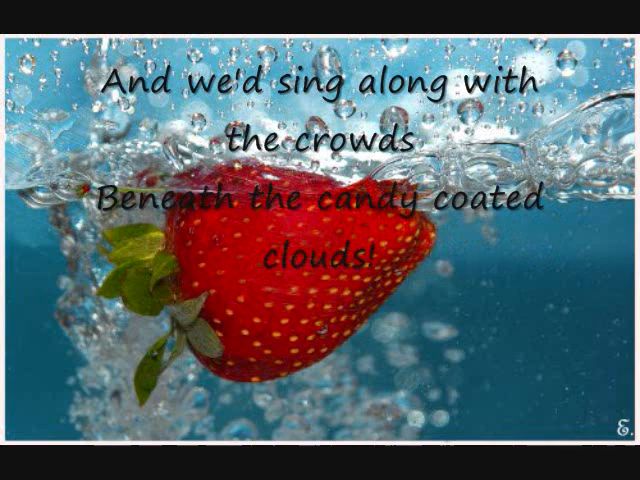 And we'd sing along with
the crowds
Beneath the candy coated
clouds!
E.